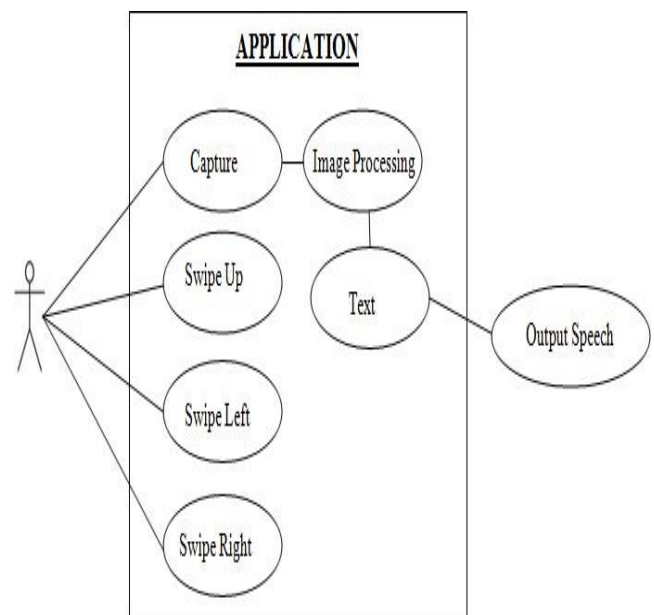 APPLICATION
Capture
Image Processing
Swipe Up
Text
Output Speech
Swipe Left
Swipe Right